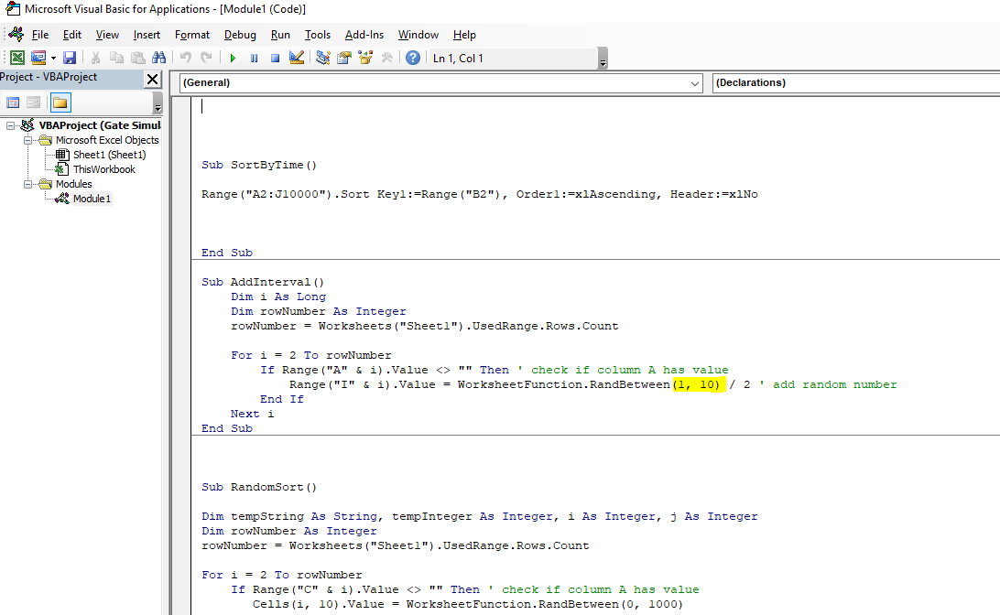 Microsoft Visual Basic for Applications - [Module1 (Code)]
File Edit View Insert Format Debug Run Tools Add-Ins Window Help
Ln 1, Col 1
Project - VBAProject
(General)
(Declarations)
VBAProject (Gate Simul
Microsoft Excel Objects
Sheet1 (Sheet1)
ThisWorkbook
Modules
Module1
Sub SortByTime()
Range("A2:J10000").Sort Key1:=Range("B2"), Order1:=xlAscending, Header:=xlNo
End Sub
Sub AddInterval()
Dim i As Long
Dim rowNumber As Integer
rowNumber = Worksheets("Sheet1").UsedRange.Rows.Count
For i = 2 To rowNumber
If Range("A" & i).Value <> "" Then ' check if column A has value
Range("I" & i).Value = WorksheetFunction.RandBetween(1, 10) / 2 ' add random number
End If
Next i
End Sub
Sub RandomSort()
Dim tempString As String, tempInteger As Integer, i As Integer, j As Integer
Dim rowNumber As Integer
rowNumber = Worksheets("Sheet1").UsedRange.Rows.Count
For i = 2 To rowNumber
If Range("C" & i).Value <> "" Then ' check if column A has value
Cells(i, 10).Value = WorksheetFunction.RandBetween(0, 1000)